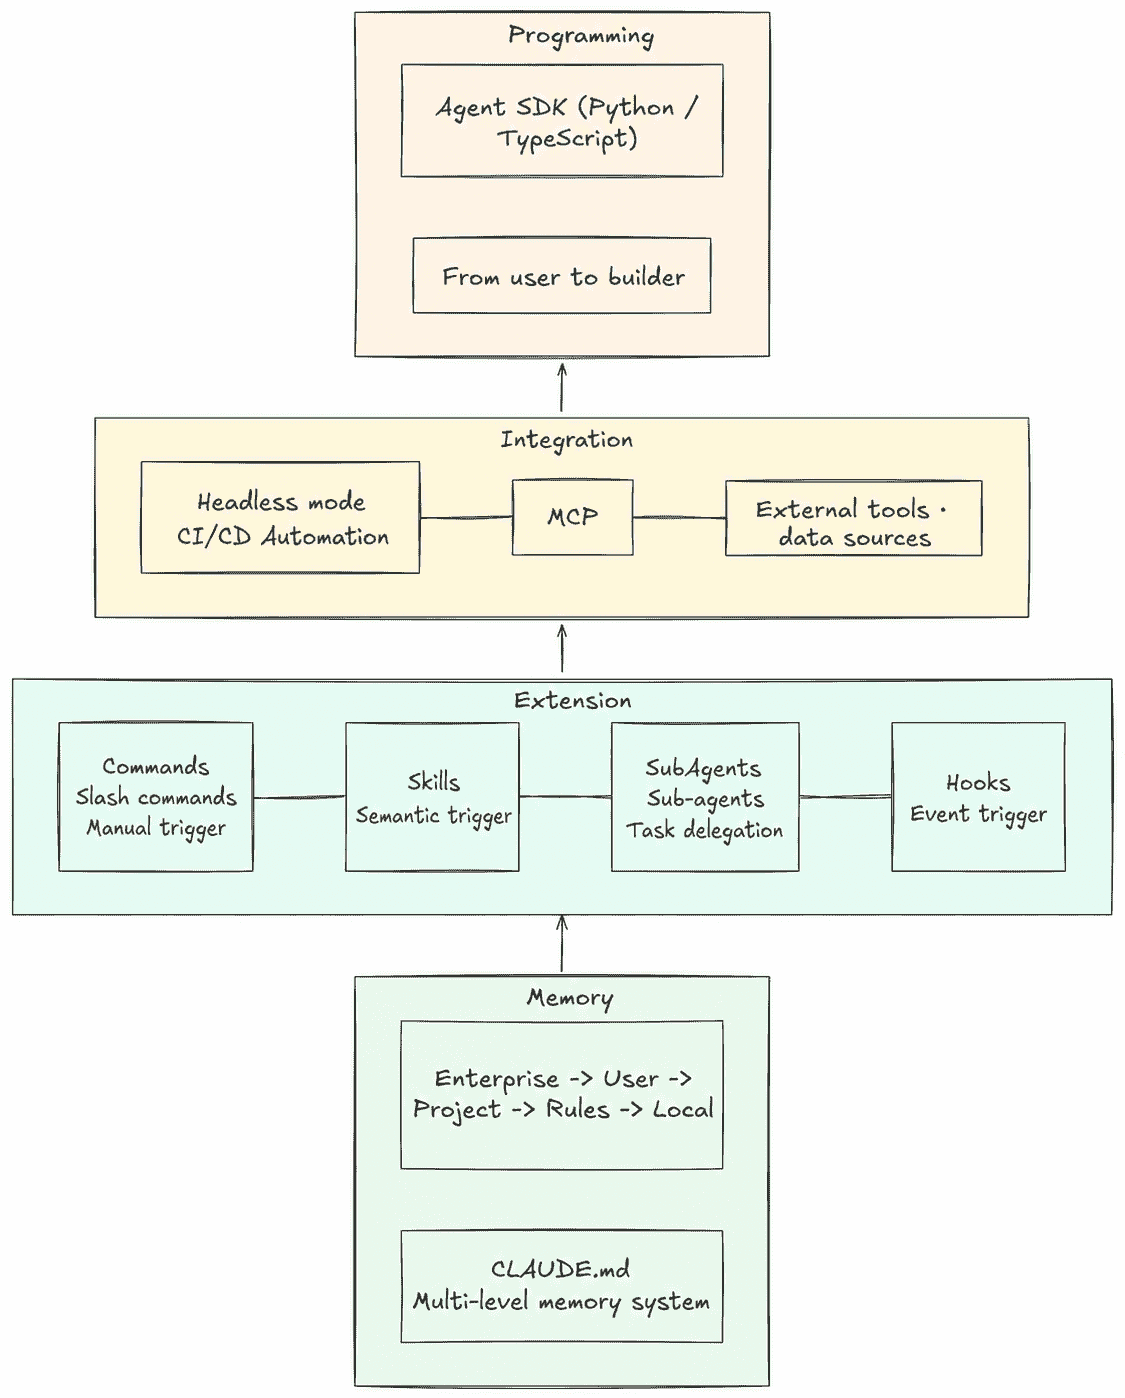 Programming
Agent SDK (Python /
TypeScript)
From user to builder
Integration
Headless mode
CI/CD Automation
MCP
External tools •
data sources
Extension
Commands
Slash commands
Manual trigger
Skills
Semantic trigger
SubAgents
Sub-agents
Task delegation
Hooks
Event trigger
Memory
Enterprise -> User ->
Project -> Rules -> Local
CLAUDE.md
Multi-level memory system